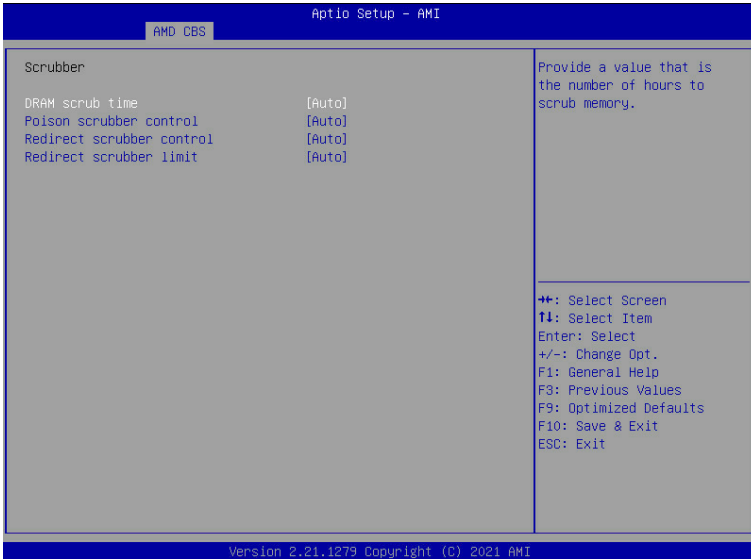 Aptio Setup – AMI
AMD CBS
Scrubber
DRAM scrub time [Auto]
Poison scrubber control [Auto]
Redirect scrubber control [Auto]
Redirect scrubber limit [Auto]
Provide a value that is
the number of hours to
scrub memory.
→←: Select Screen
↑↓: Select Item
Enter: Select
+/-: Change Opt.
F1: General Help
F3: Previous Values
F9: Optimized Defaults
F10: Save & Exit
ESC: Exit
Version 2.21.1279 Copyright (C) 2021 AMI